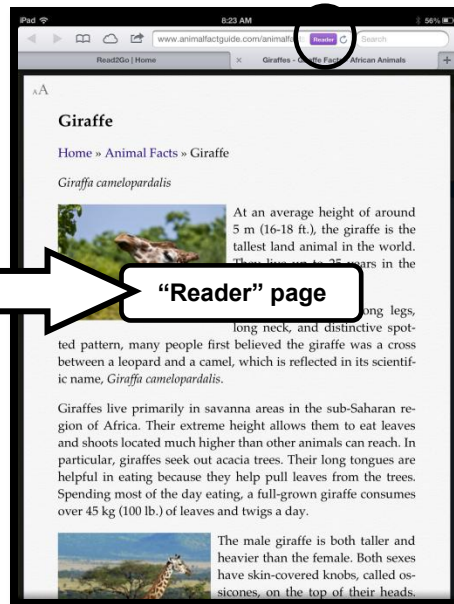 iPad
8:23 AM
56%
www.animalfactguide.com/animalfa
Reader
Search
Read2Go | Home
Giraffes - Giraffe Facts African Animals
AA
Giraffe
Home » Animal Facts » Giraffe
Giraffa camelopardalis
At an average height of around
5 m (16-18 ft.), the giraffe is the
tallest land animal in the world.
They live up to 25 years in the
"Reader" page
ong legs,
long neck, and distinctive spot-
ted pattern, many people first believed the giraffe was a cross
between a leopard and a camel, which is reflected in its scientif-
ic name, Giraffa camelopardalis.
Giraffes live primarily in savanna areas in the sub-Saharan re-
gion of Africa. Their extreme height allows them to eat leaves
and shoots located much higher than other animals can reach. In
particular, giraffes seek out acacia trees. Their long tongues are
helpful in eating because they help pull leaves from the trees.
Spending most of the day eating, a full-grown giraffe consumes
over 45 kg (100 lb.) of leaves and twigs a day.
The male giraffe is both taller and
heavier than the female. Both sexes
have skin-covered knobs, called os-
sicones, on the top of their heads.